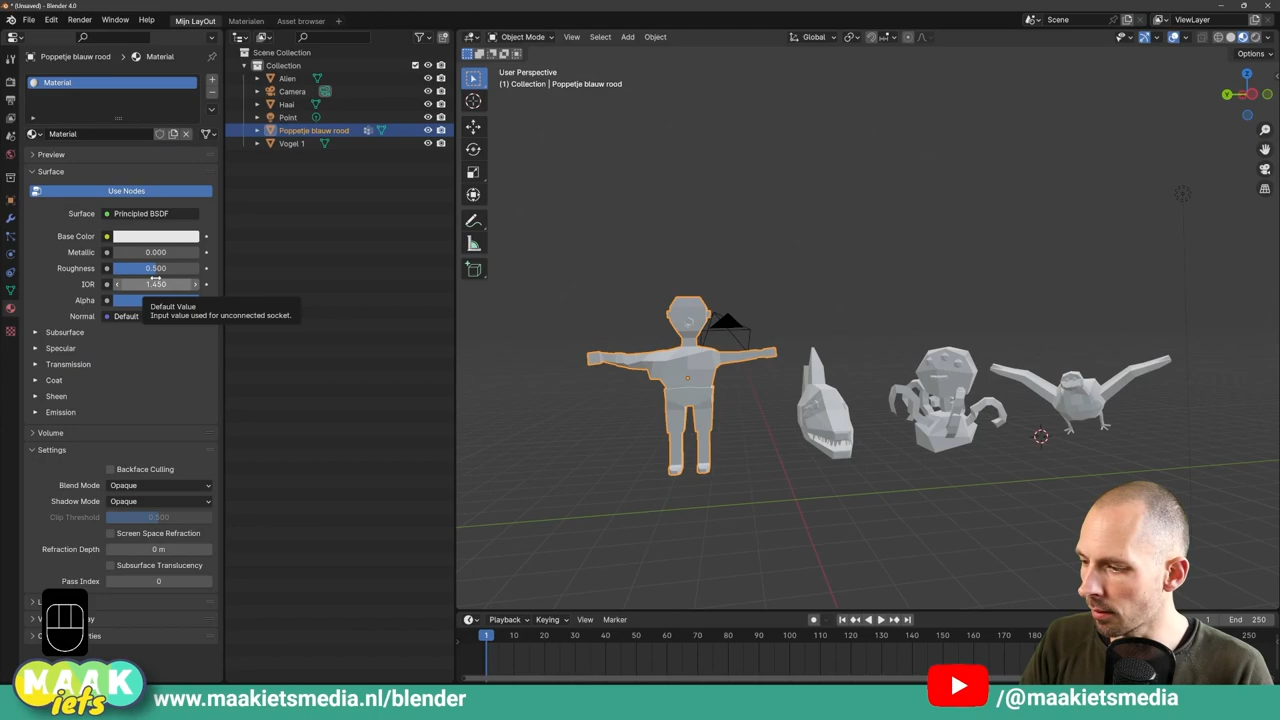 * (Unsaved) - Blender 4.0
File Edit Render Window Help Mijn LayOut Materialen Asset browser Scene ViewLayer
Object Mode View Select Add Object Global
Options
Poppetje blauw rood Material
Material
Material
Preview
Surface
Use Nodes
Surface Principled BSDF
Base Color
Metallic 0.000
Roughness 0.500
IOR 1.450
Alpha
Normal Default
Default Value
Input value used for unconnected socket.
Subsurface
Specular
Transmission
Coat
Sheen
Emission
Volume
Settings
Backface Culling
Blend Mode Opaque
Shadow Mode Opaque
Clip Threshold 0.500
Screen Space Refraction
Refraction Depth 0 m
Subsurface Translucency
Pass Index 0
Scene Collection
Collection
Alien
Camera
Haai
Point
Poppetje blauw rood
Vogel 1
User Perspective
(1) Collection | Poppetje blauw rood
Z
Y
Playback Keying View Marker 1 End 250
1 10 20 30 40 50 60 70 80 90 100 110 120 130 140 150 160 170 180 250
MAAK
iets
www.maakietsmedia.nl/blender
/@maakietsmedia